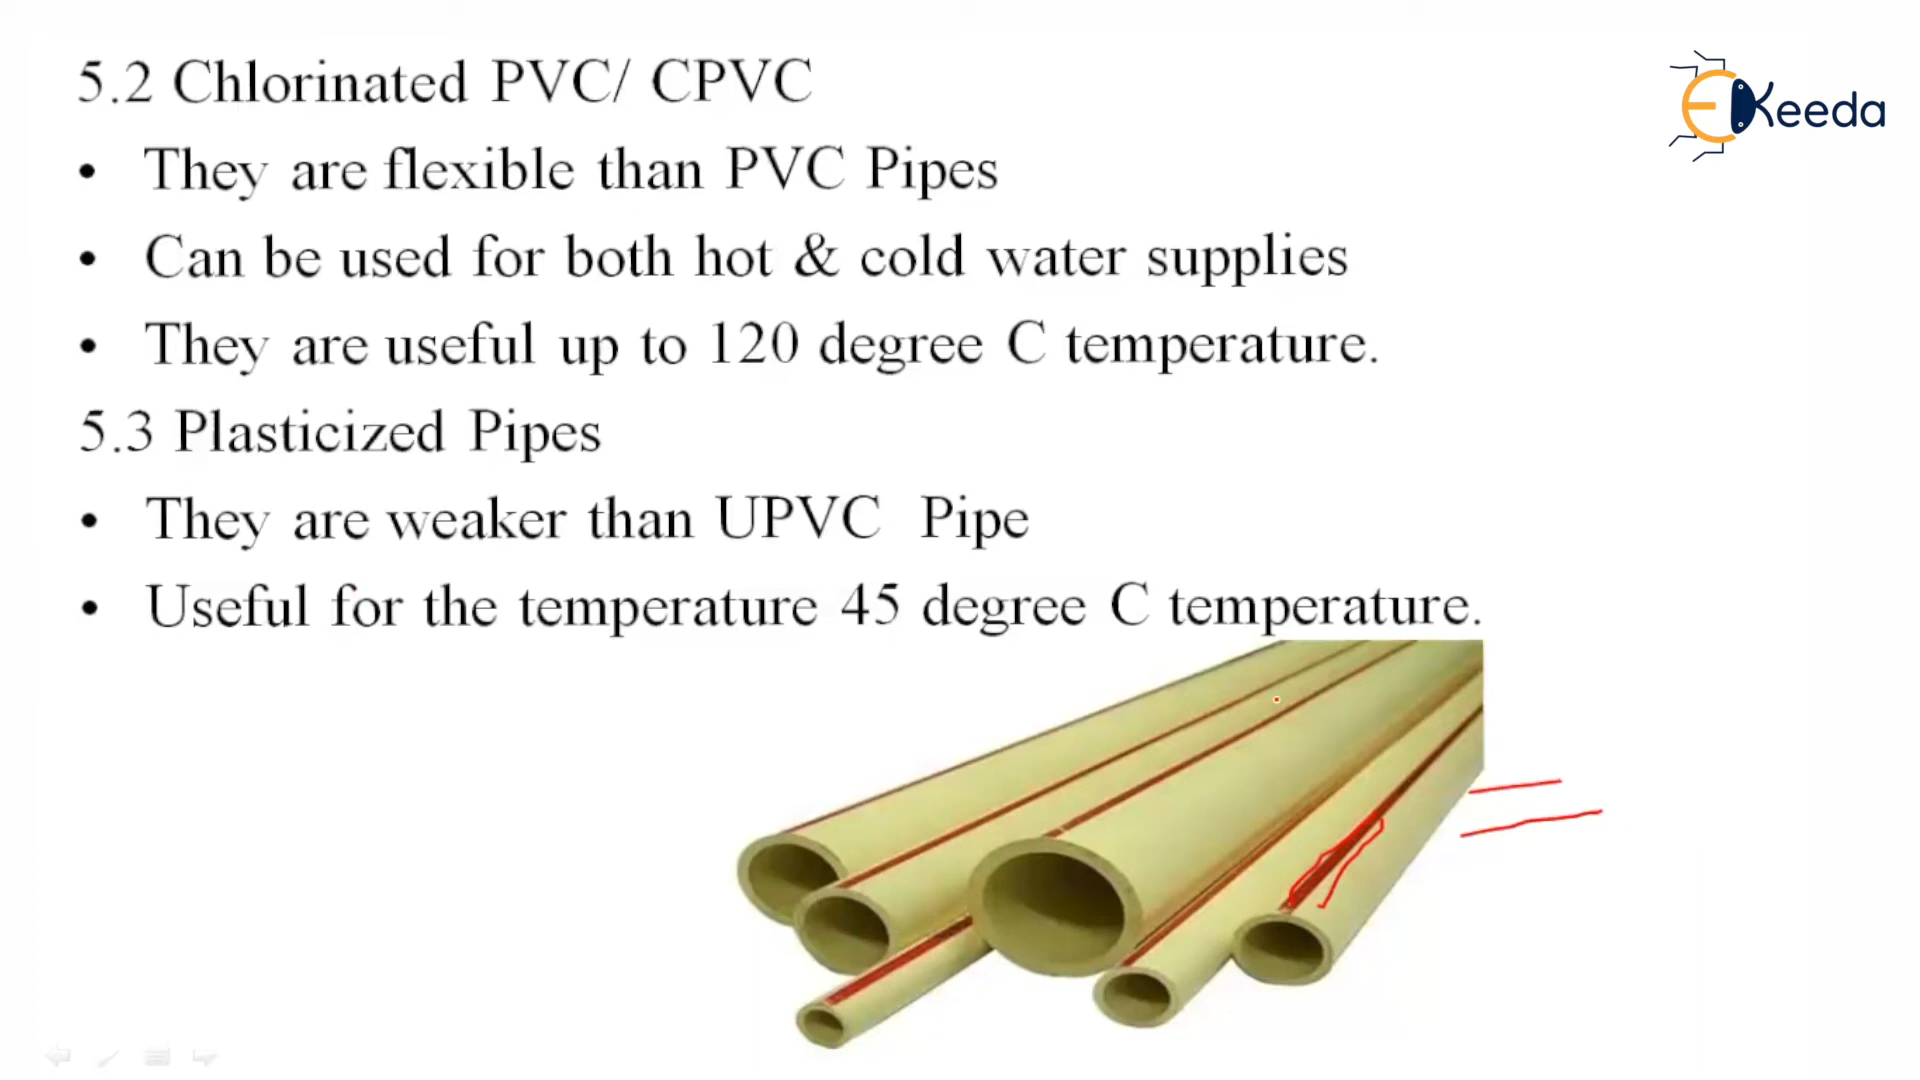 5.2 Chlorinated PVC/ CPVC
EKeeda
• They are flexible than PVC Pipes
• Can be used for both hot & cold water supplies
• They are useful up to 120 degree C temperature.
5.3 Plasticized Pipes
• They are weaker than UPVC Pipe
• Useful for the temperature 45 degree C temperature.